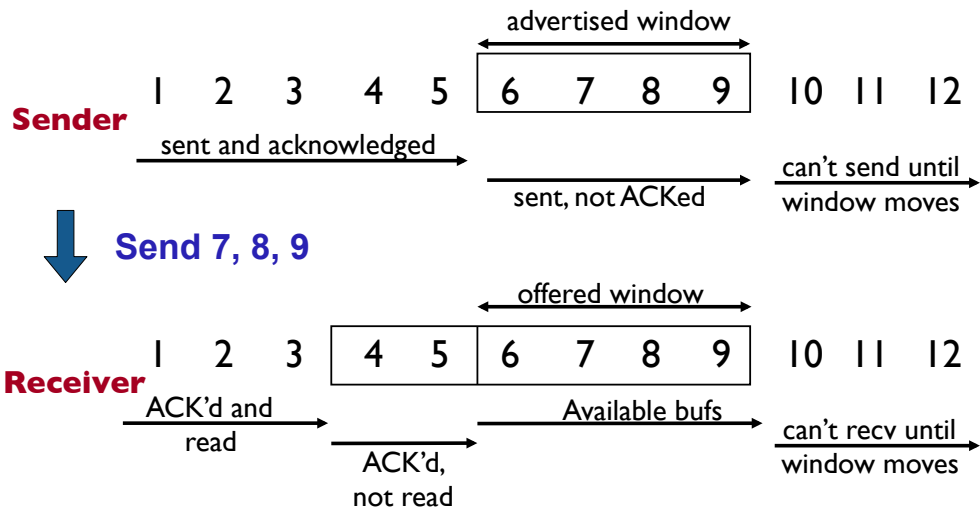 advertised window
1 2 3 4 5 6 7 8 9 10 11 12
Sender
sent and acknowledged
can't send until
sent, not ACKed
window moves
Send 7, 8, 9
offered window
1 2 3 4 5 6 7 8 9 10 11 12
Receiver
ACK'd and
read
Available bufs
ACK'd,
not read
can't recv until
window moves